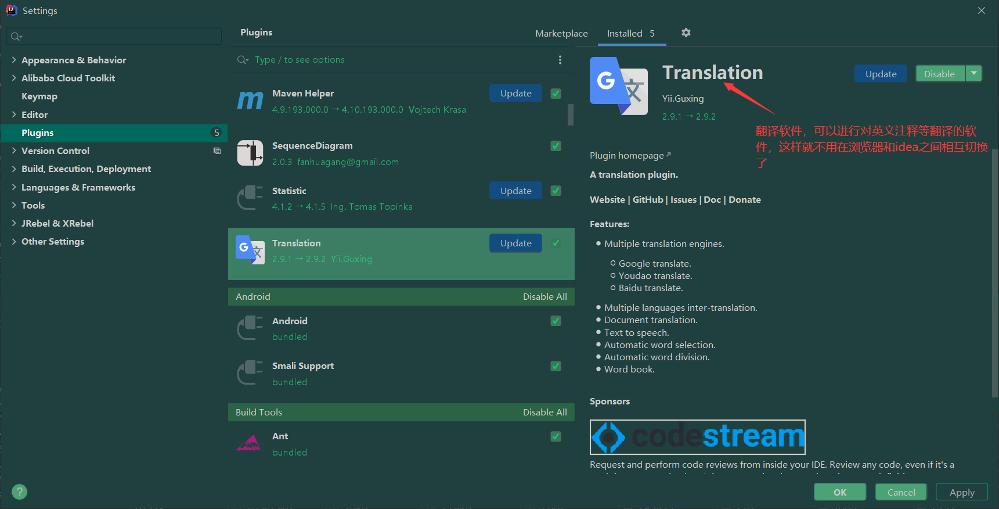 Settings
Appearance & Behavior
Alibaba Cloud Toolkit
Keymap
Editor
Plugins 5
Version Control
Build, Execution, Deployment
Languages & Frameworks
Tools
JRebel & XRebel
Other Settings
Plugins
Marketplace
Installed 5
Type / to see options
Maven Helper
Update
4.9.193.000.0 → 4.10.193.000.0 Vojtech Krasa
SequenceDiagram
2.0.3 fanhuagang@gmail.com
Statistic
Update
4.1.2 → 4.1.5 Ing. Tomas Topinka
Translation
Update
2.9.1 → 2.9.2 Yii.Guxing
Android Disable All
Android
bundled
Smali Support
bundled
Build Tools Disable All
Ant
bundled
G 文
Translation
Update
Disable
Yii.Guxing
2.9.1 → 2.9.2
翻译软件，可以进行对英文注释等翻译的软
件，这样就不用在浏览器和idea之间相互切换
了
Plugin homepage
A translation plugin.
Website | GitHub | Issues | Doc | Donate
Features:
Multiple translation engines.
Google translate.
Youdao translate.
Baidu translate.
Multiple languages inter-translation.
Document translation.
Text to speech.
Automatic word selection.
Automatic word division.
Word book.
Sponsors
codestream
Request and perform code reviews from inside your IDE. Review any code, even if it's a
?
OK
Cancel
Apply